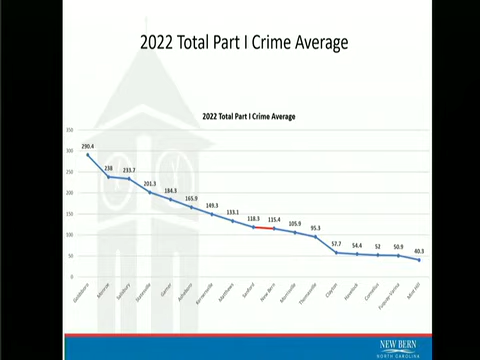 2022 Total Part I Crime Average
2022 Total Part I Crime Average
350
300
250
200
150
100
50
0
290.4
238
233.7
201.3
184.3
165.9
149.3
133.1
118.3
115.4
105.9
95.3
57.7
54.4
52
50.9
40.3
Goldsboro
Monroe
Salisbury
Statesville
Garner
Asheboro
Kernersville
Matthews
Sanford
New Bern
Morrisville
Thomasville
Clayton
Havelock
Cornelius
Fuquay-Varina
Mint Hill
NEW BERN
NORTH CAROLINA